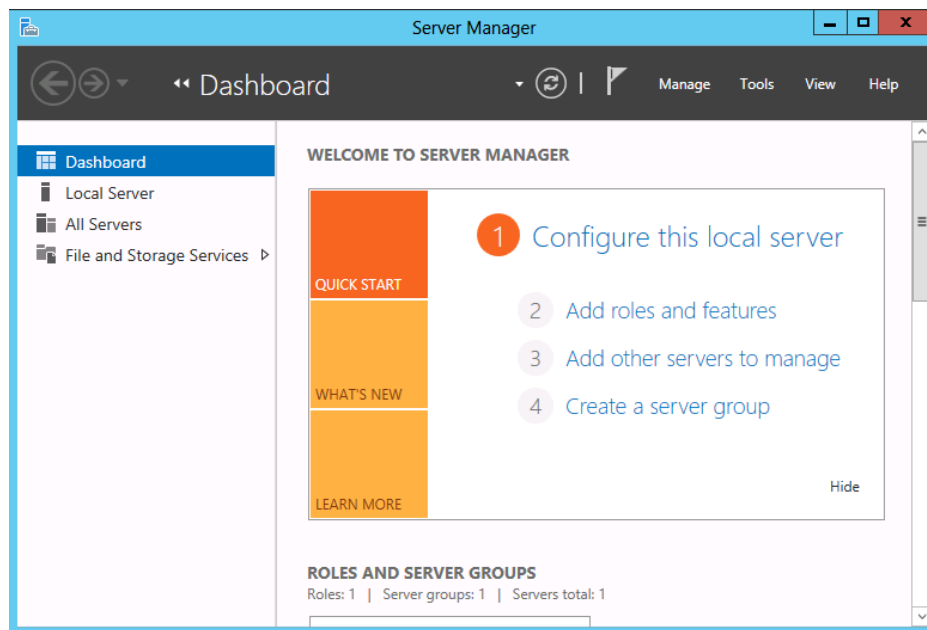 Server Manager
Dashboard
Manage Tools View Help
Dashboard
Local Server
All Servers
File and Storage Services
WELCOME TO SERVER MANAGER
QUICK START
WHAT'S NEW
LEARN MORE
1 Configure this local server
2 Add roles and features
3 Add other servers to manage
4 Create a server group
Hide
ROLES AND SERVER GROUPS
Roles: 1 | Server groups: 1 | Servers total: 1